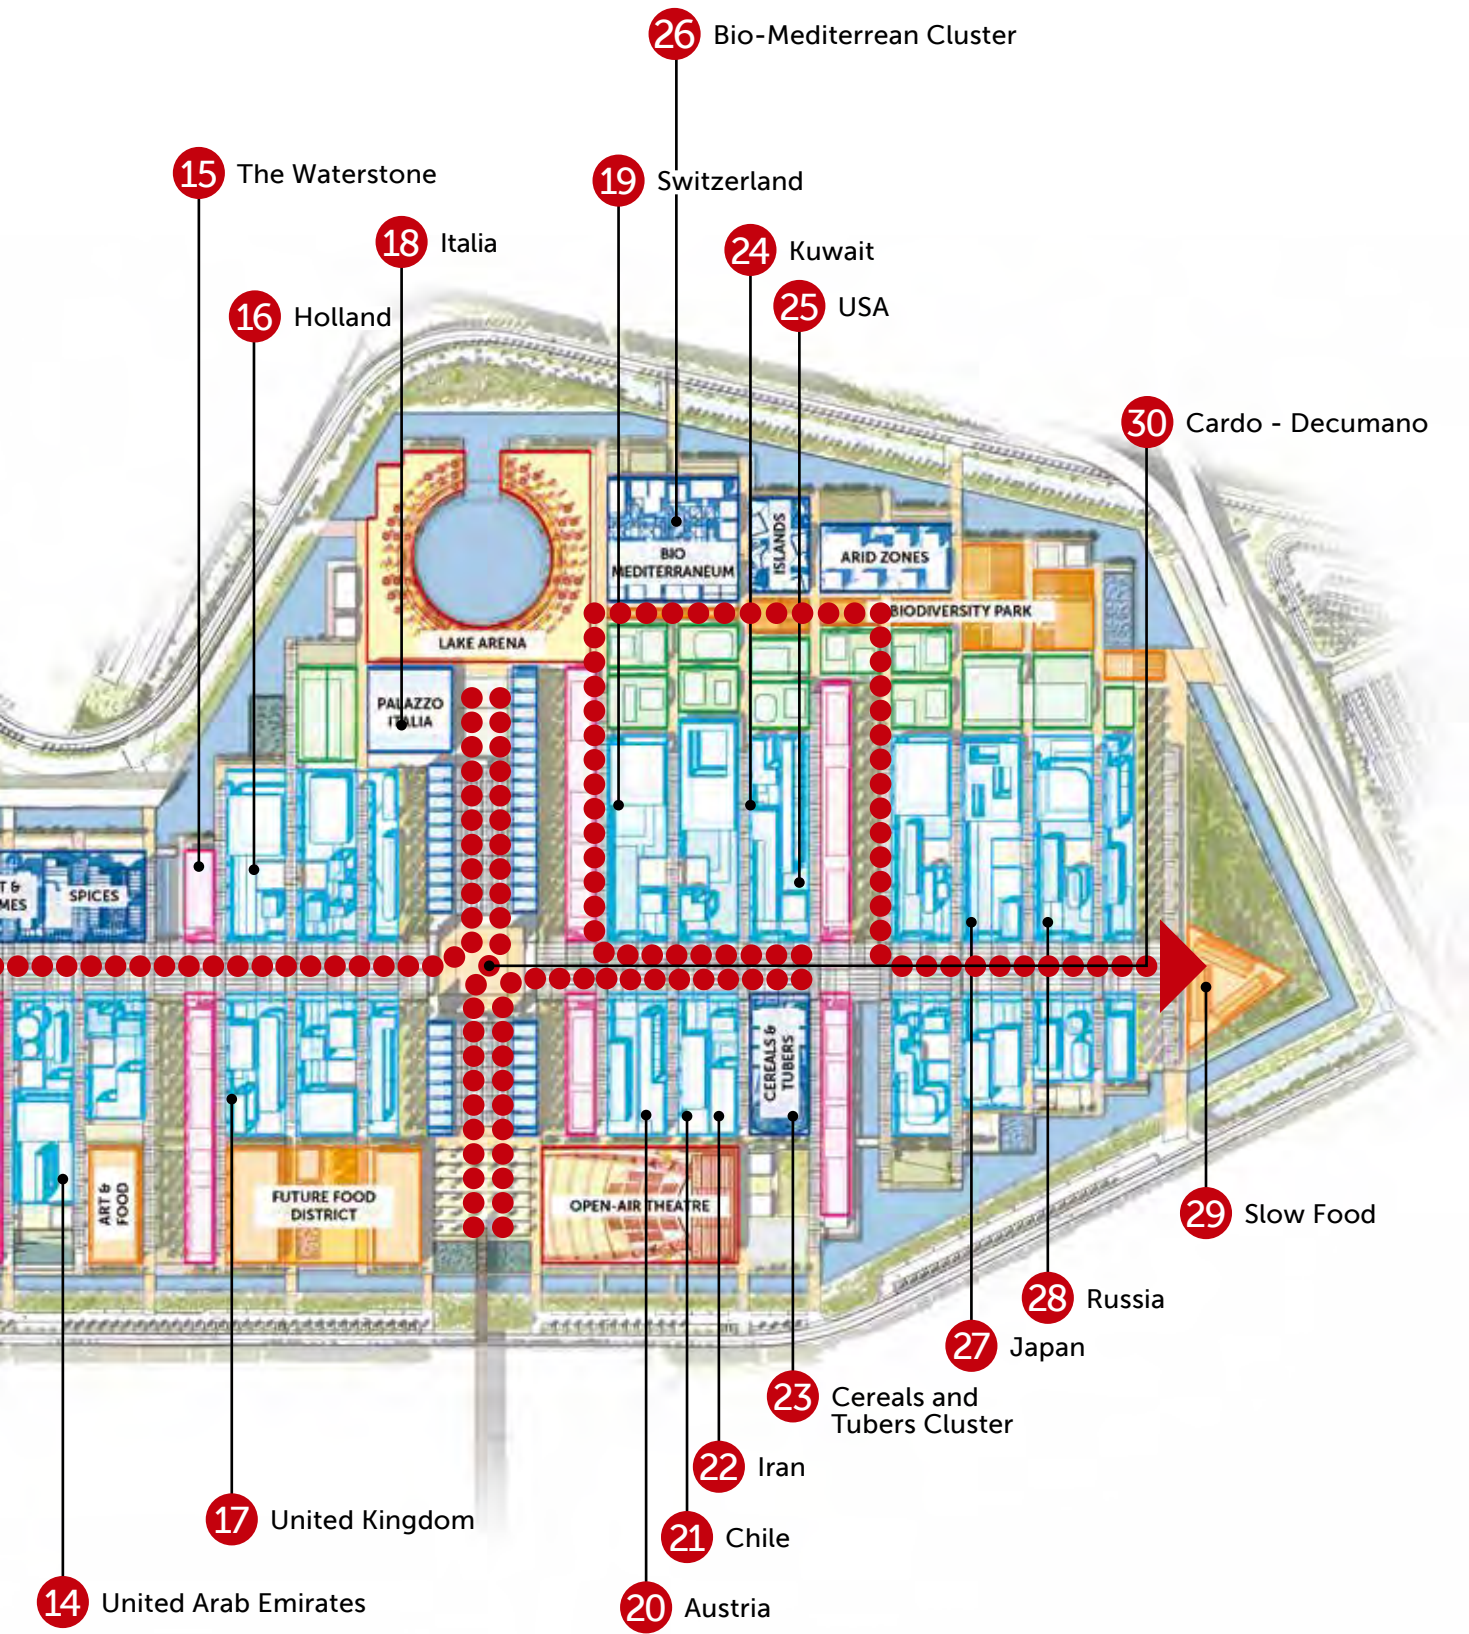 26 Bio-Mediterrean Cluster
15 The Waterstone
19 Switzerland
18 Italia
24 Kuwait
25 USA
16 Holland
30 Cardo - Decumano
BIO
MEDITERRANEUM
ISLANDS
ARID ZONES
BIODIVERSITY PARK
LAKE ARENA
PALAZZO
ITALIA
T &
MES
SPICES
CEREALS &
TUBERS
ART &
FOOD
FUTURE FOOD
DISTRICT
OPEN-AIR THEATRE
29 Slow Food
28 Russia
27 Japan
23 Cereals and
Tubers Cluster
22 Iran
17 United Kingdom
21 Chile
14 United Arab Emirates
20 Austria